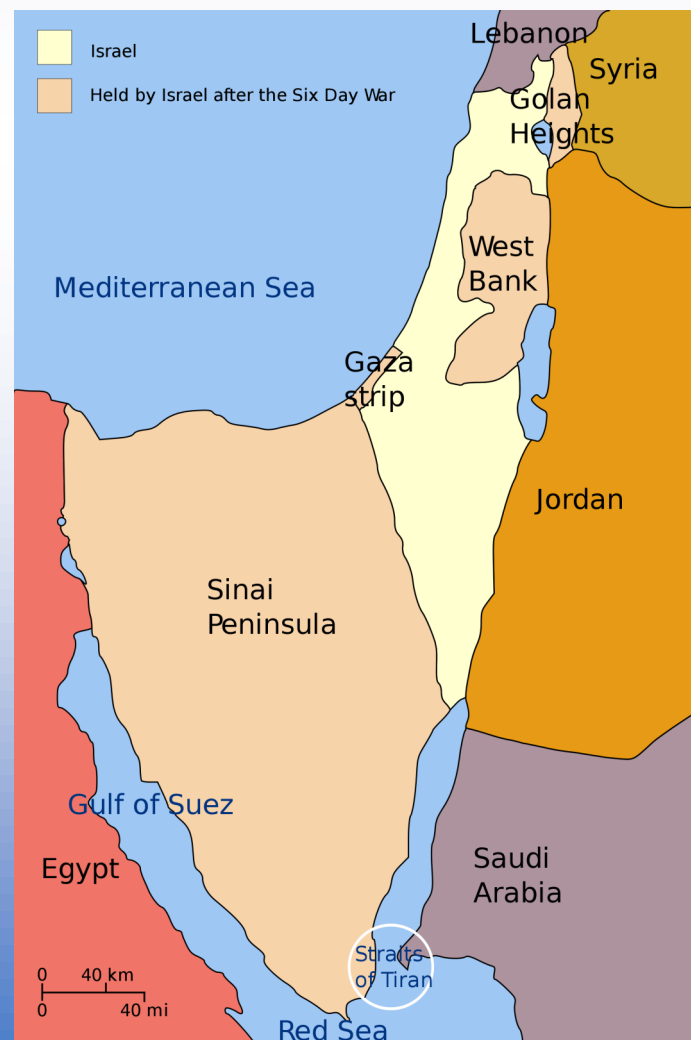 Israel
Held by Israel after the Six Day War
Lebanon
Syria
Golan
Heights
West
Bank
Mediterranean Sea
Gaza
strip
Jordan
Sinai
Peninsula
Gulf of Suez
Egypt
Saudi
Arabia
Straits
of Tiran
0 40 km
0 40 mi
Red Sea